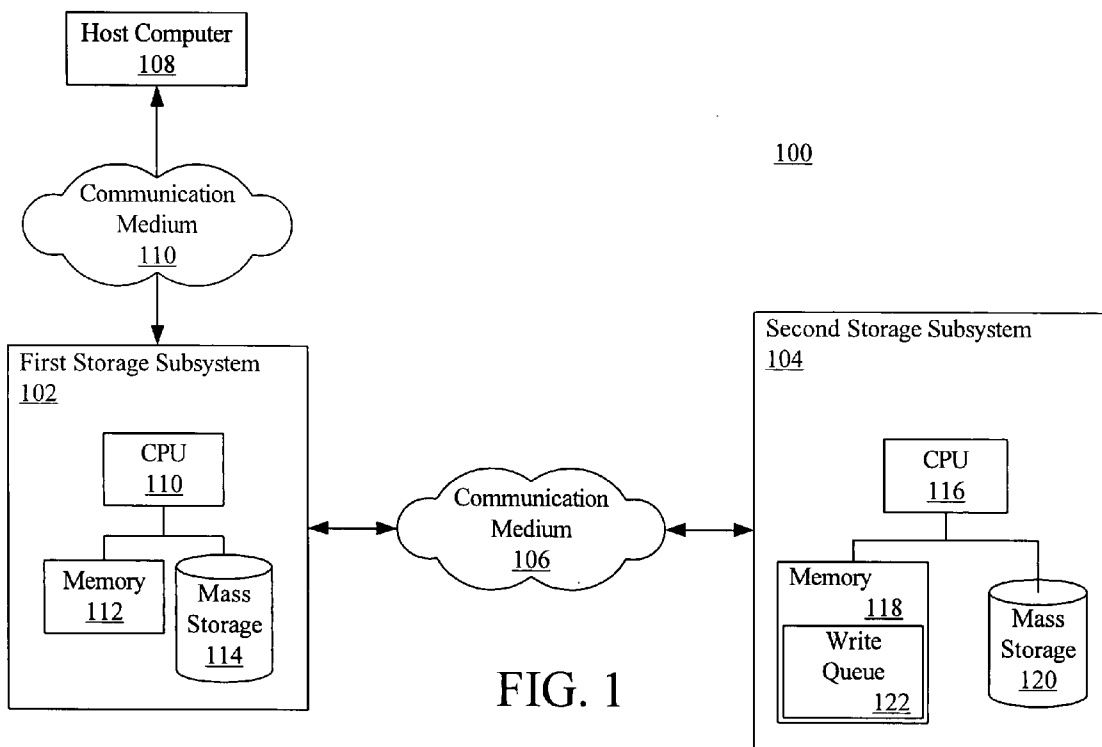 Host Computer
108
Communication
Medium
110
100
First Storage Subsystem
102
CPU
110
Memory
112
Mass
Storage
114
Communication
Medium
106
Second Storage Subsystem
104
CPU
116
Memory
118
Write
Queue
122
Mass
Storage
120
FIG. 1